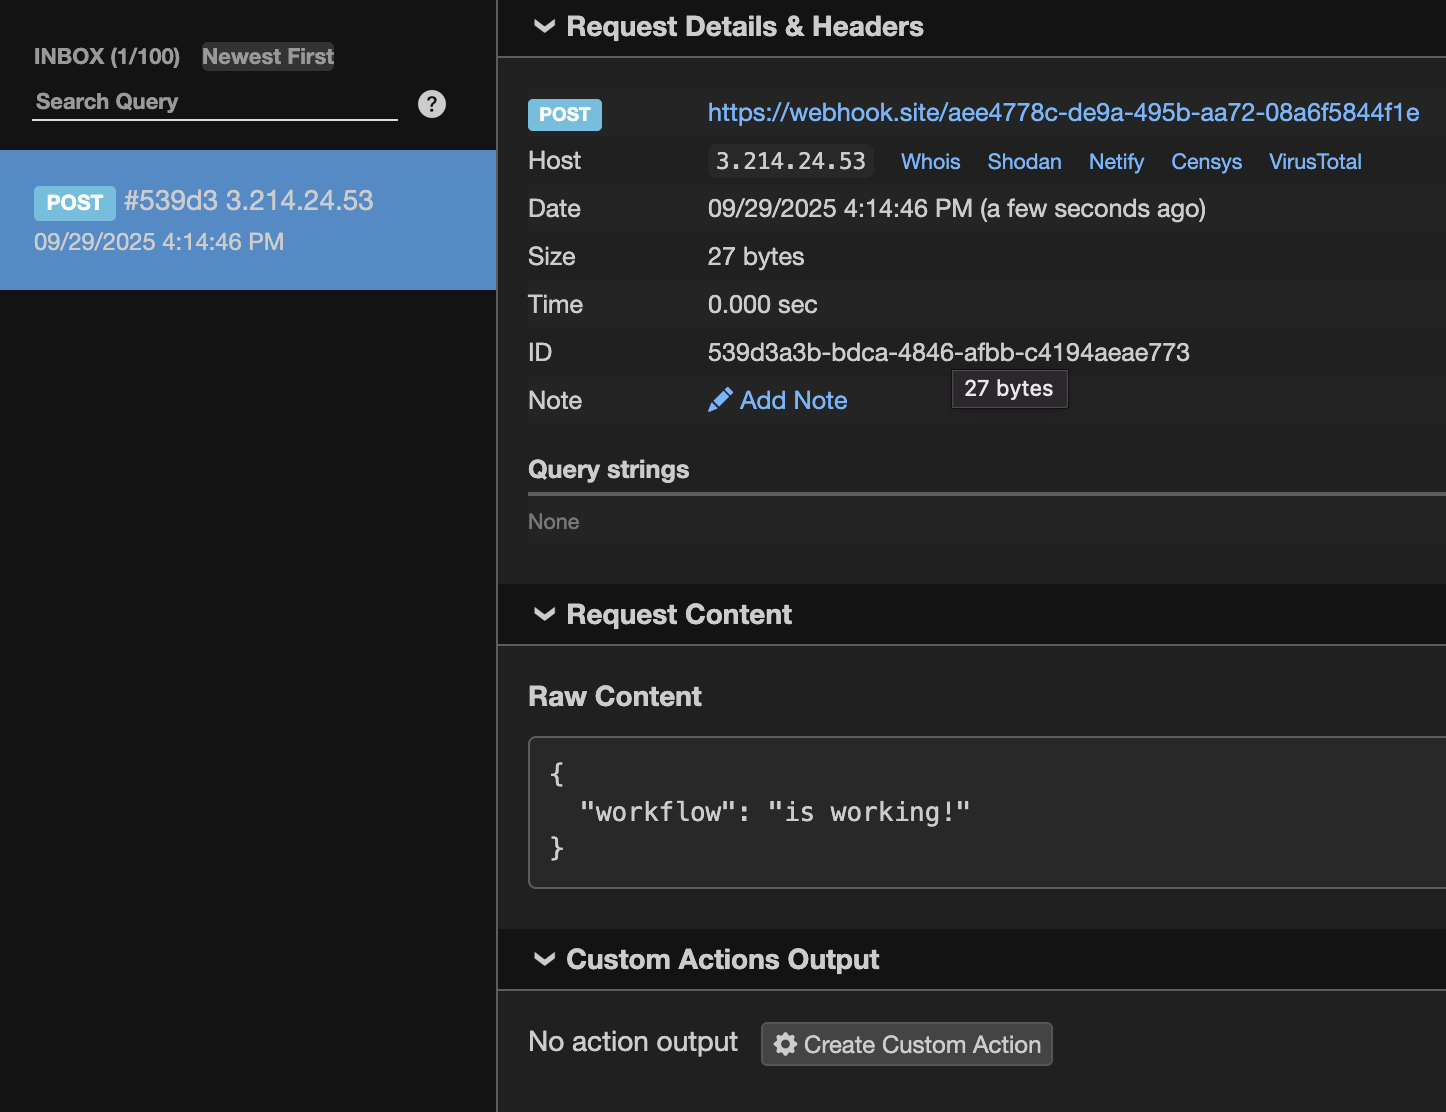 INBOX (1/100) Newest First
Search Query ?
POST #539d3 3.214.24.53
09/29/2025 4:14:46 PM
Request Details & Headers
POST https://webhook.site/aee4778c-de9a-495b-aa72-08a6f5844f1e
Host 3.214.24.53 Whois Shodan Netify Censys VirusTotal
Date 09/29/2025 4:14:46 PM (a few seconds ago)
Size 27 bytes
Time 0.000 sec
ID 539d3a3b-bdca-4846-afbb-c4194aeae773
27 bytes
Note Add Note
Query strings
None
Request Content
Raw Content
{
"workflow": "is working!"
}
Custom Actions Output
No action output Create Custom Action